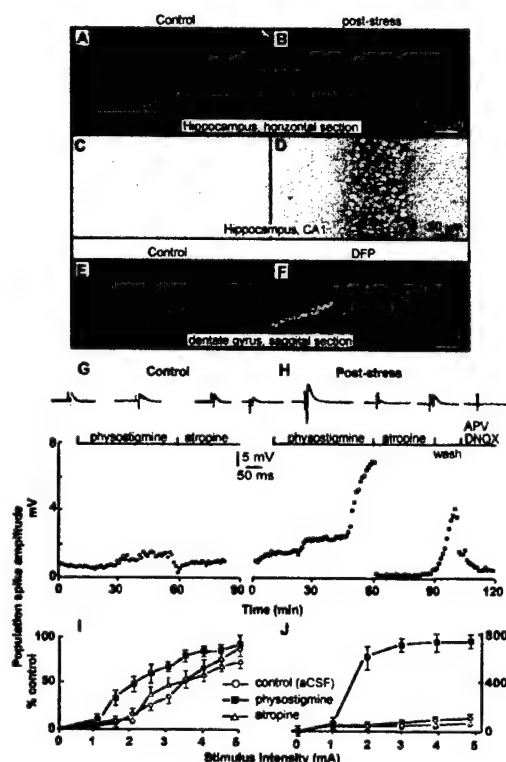 Control post-stress
A B
Hippocampus, horizontal section
C D
Hippocampus, CA1
Control DFP
E F
dentate gyrus, saggital section
G Control H Post-stress
physostigmine atropine physostigmine atropine APV DNQX
wash
5 mV
50 ms
Population spike amplitude
mV
8
4
0
0 30 60 90 0 30 60 90 120
Time (min)
I J
% control
100
50
0
control (aCSF)
physostigmine
atropine
800
400
0
0 1 2 3 4 5 0 1 2 3 4 5
Stimulus Intensity (mA)